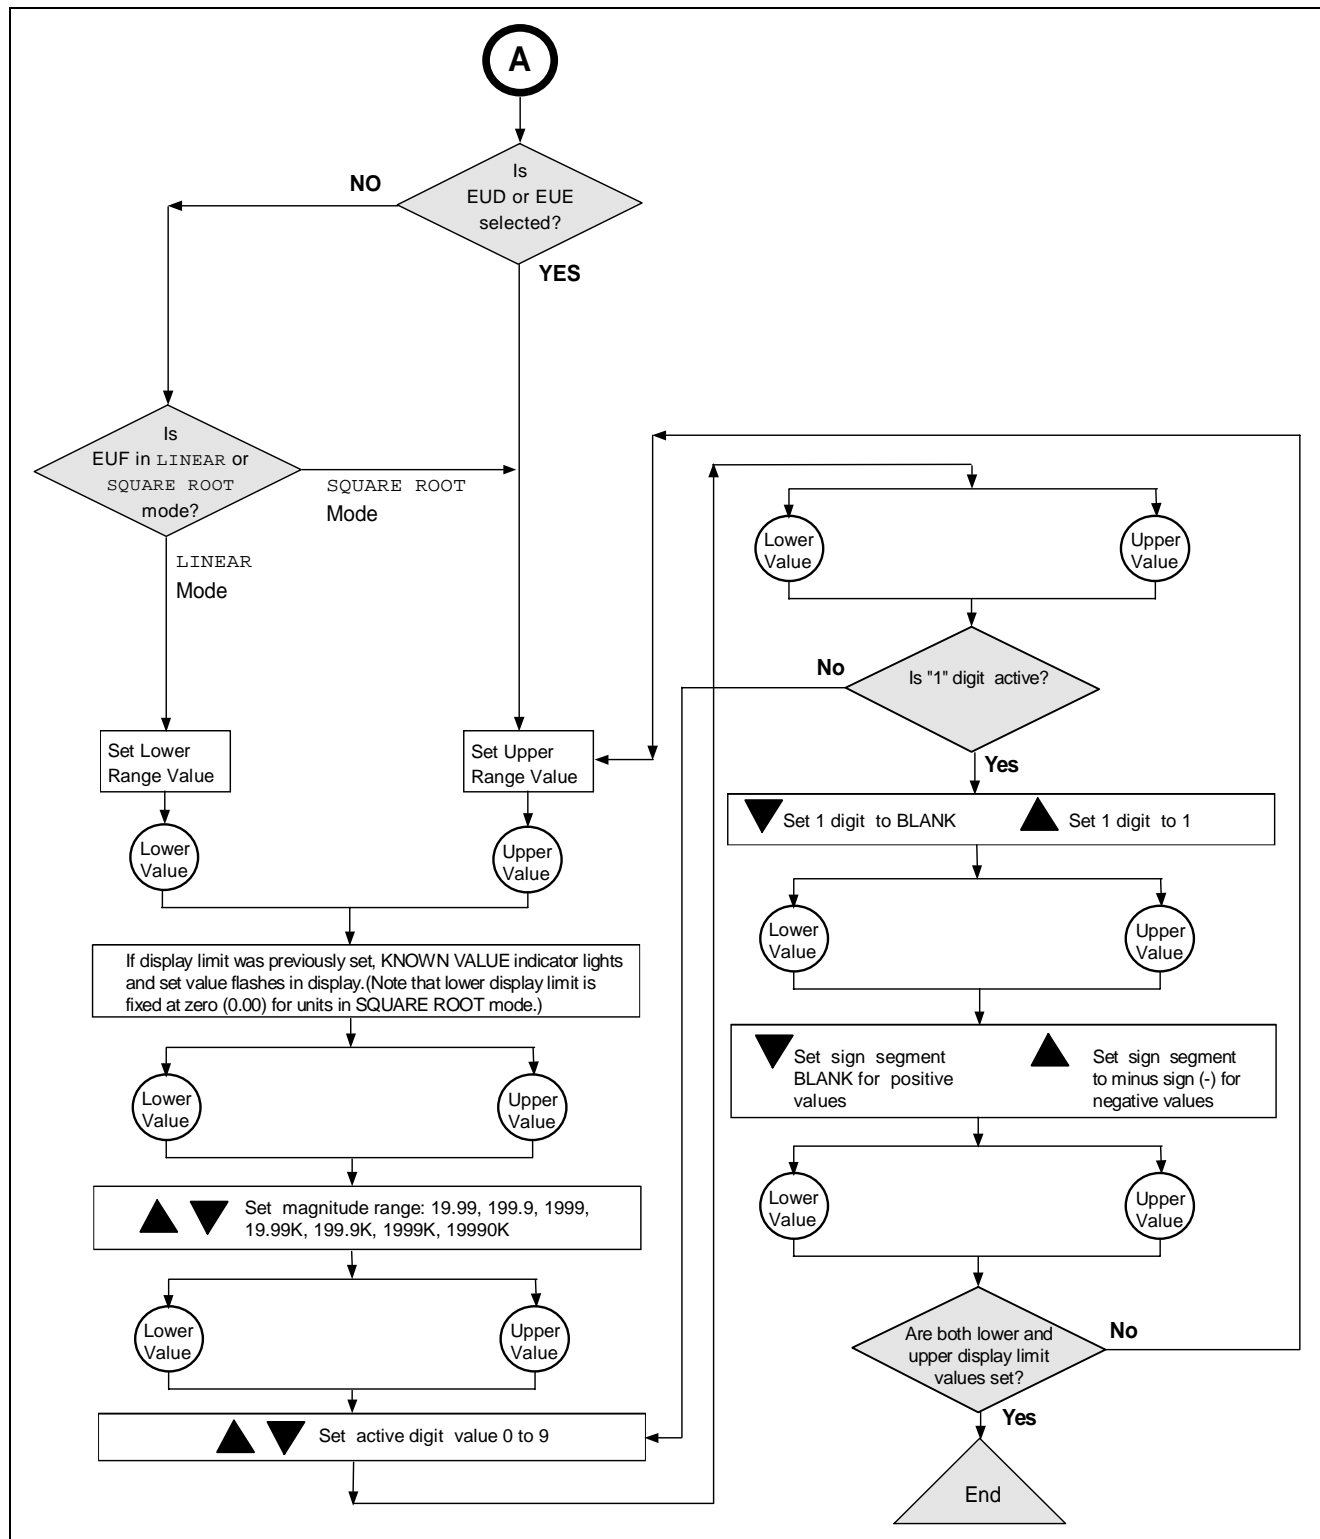 A
Is
EUD or EUE
selected?
NO
YES
Is
EUF in LINEAR or
SQUARE ROOT
mode?
SQUARE ROOT
Mode
LINEAR
Mode
Set Lower
Range Value
Set Upper
Range Value
Lower
Value
Upper
Value
If display limit was previously set, KNOWN VALUE indicator lights
and set value flashes in display.(Note that lower display limit is
fixed at zero (0.00) for units in SQUARE ROOT mode.)
Lower
Value
Upper
Value
Set magnitude range: 19.99, 199.9, 1999,
19.99K, 199.9K, 1999K, 19990K
Lower
Value
Upper
Value
Set active digit value 0 to 9
Lower
Value
Upper
Value
Is "1" digit active?
No
Yes
Set 1 digit to BLANK
Set 1 digit to 1
Lower
Value
Upper
Value
Set sign segment
BLANK for positive
values
Set sign segment
to minus sign (-) for
negative values
Lower
Value
Upper
Value
Are both lower and
upper display limit
values set?
No
Yes
End